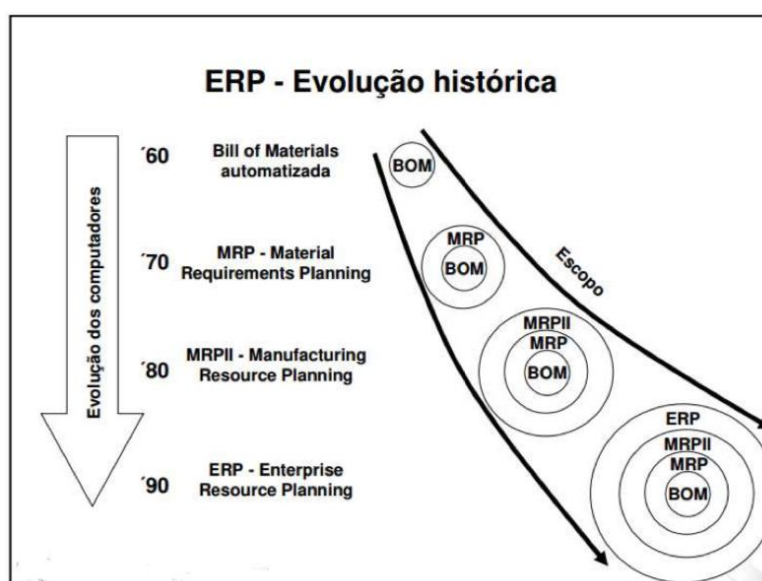 ERP - Evolução histórica
Evolução dos computadores
´60
Bill of Materials
automatizada
BOM
´70
MRP - Material
Requirements Planning
MRP
BOM
Escopo
´80
MRPII - Manufacturing
Resource Planning
MRPII
MRP
BOM
´90
ERP - Enterprise
Resource Planning
ERP
MRPII
MRP
BOM